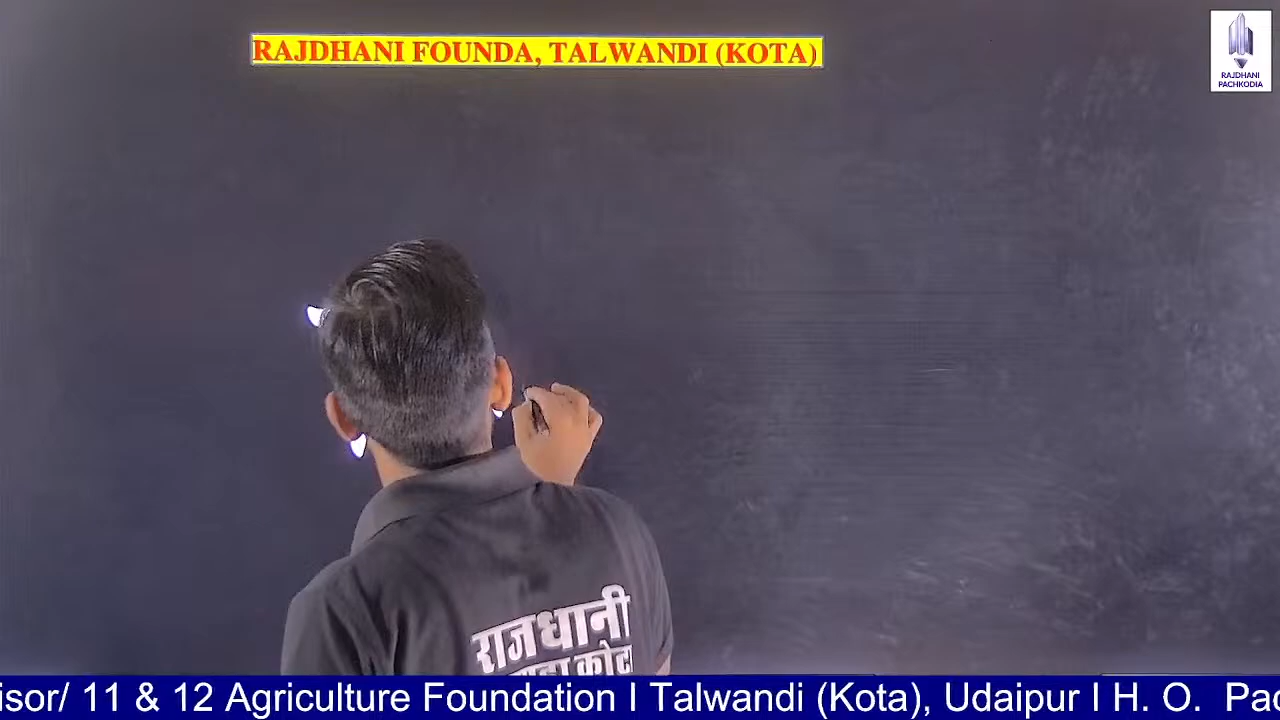 RAJDHANI FOUNDA, TALWANDI (KOTA)
RAJDHANI
PACHKODIA
राजधानी
कोटा
isor/ 11 & 12 Agriculture Foundation I Talwandi (Kota), Udaipur I H. O. Pac